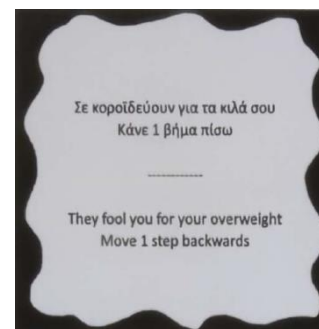 Σε κοροϊδεύουν για τα κιλά σου
Κάνε 1 βήμα πίσω
------------
They fool you for your overweight
Move 1 step backwards